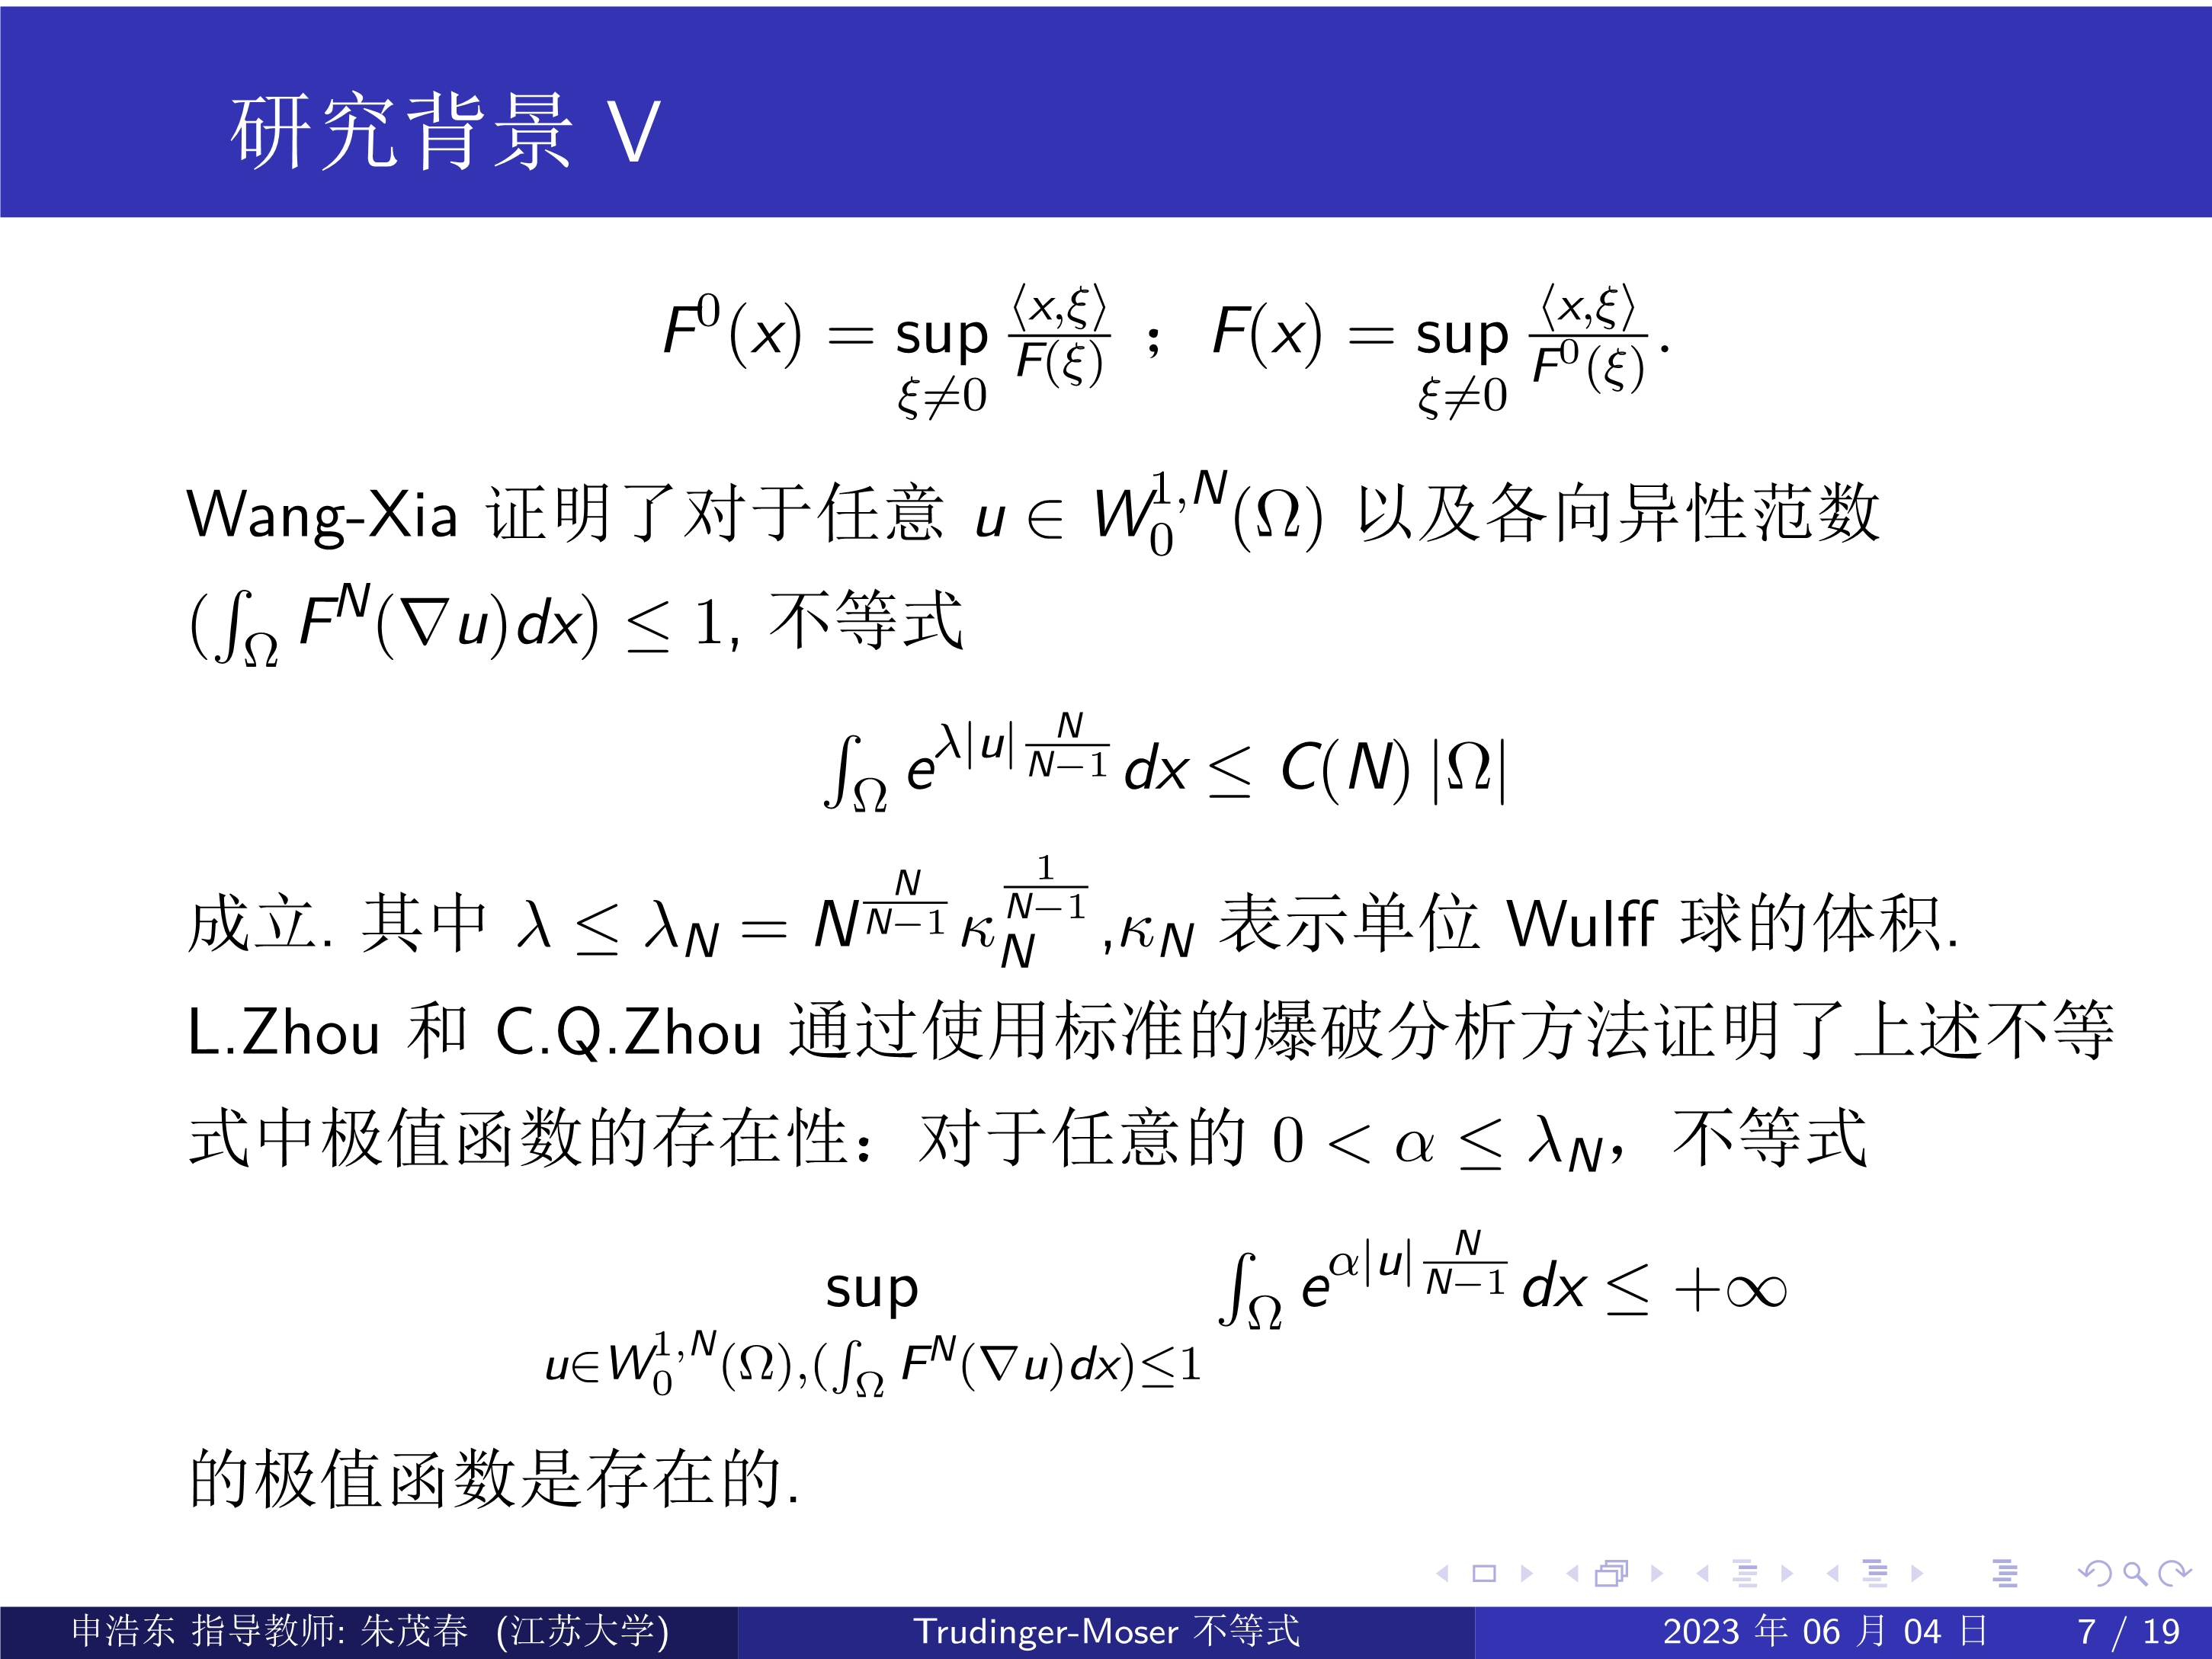 研究背景 V
F⁰(x) = sup_{ξ≠0} ⟨x,ξ⟩/F(ξ) ； F(x) = sup_{ξ≠0} ⟨x,ξ⟩/F⁰(ξ).
Wang-Xia 证明了对于任意 u ∈ W_0^{1,N}(Ω) 以及各向异性范数
(∫_Ω F^N(∇u)dx) ≤ 1, 不等式
∫_Ω e^{λ|u|^{N/(N−1)}} dx ≤ C(N) |Ω|
成立. 其中 λ ≤ λ_N = N^{N/(N−1)} κ_N^{1/(N−1)},κ_N 表示单位 Wulff 球的体积.
L.Zhou 和 C.Q.Zhou 通过使用标准的爆破分析方法证明了上述不等
式中极值函数的存在性：对于任意的 0 < α ≤ λ_N，不等式
sup_{u∈W_0^{1,N}(Ω),(∫_Ω F^N(∇u)dx)≤1} ∫_Ω e^{α|u|^{N/(N−1)}} dx ≤ +∞
的极值函数是存在的.
申浩东 指导教师: 朱茂春 (江苏大学)
Trudinger-Moser 不等式
2023 年 06 月 04 日
7 / 19